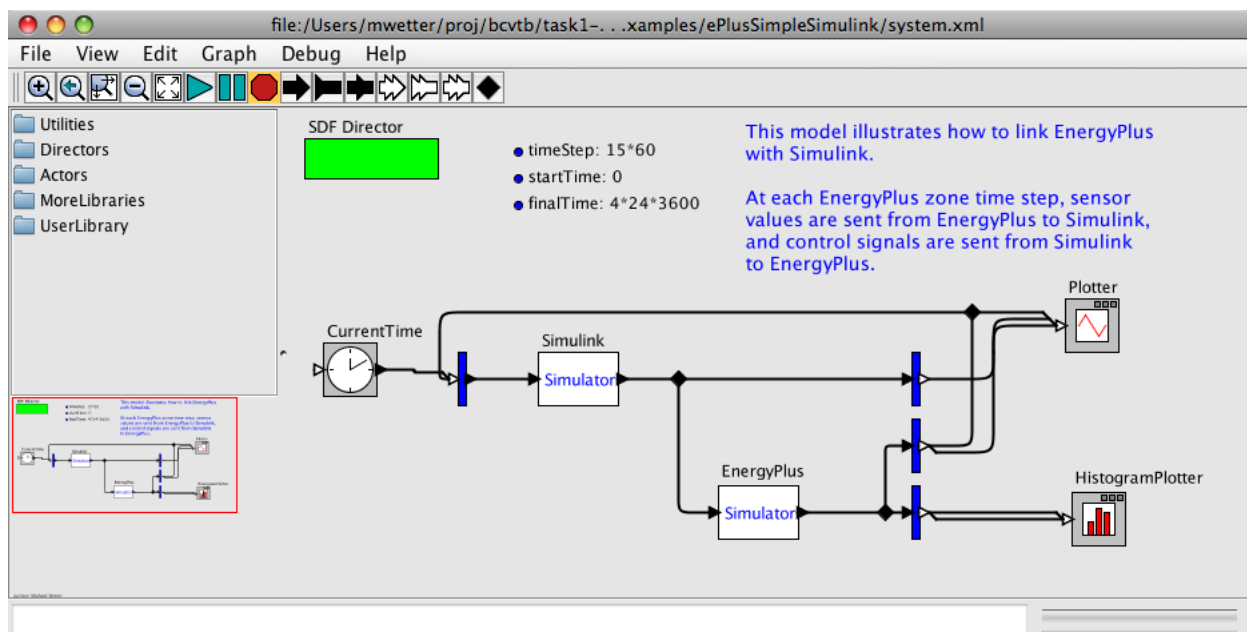 file:/Users/mwetter/proj/bcvtb/task1-. . .xamples/ePlusSimpleSimulink/system.xml
File View Edit Graph Debug Help
Utilities
Directors
Actors
MoreLibraries
UserLibrary
SDF Director
timeStep: 15*60
startTime: 0
finalTime: 4*24*3600
This model illustrates how to link EnergyPlus
with Simulink.
At each EnergyPlus zone time step, sensor
values are sent from EnergyPlus to Simulink,
and control signals are sent from Simulink
to EnergyPlus.
Plotter
CurrentTime
Simulink
Simulator
EnergyPlus
Simulator
HistogramPlotter